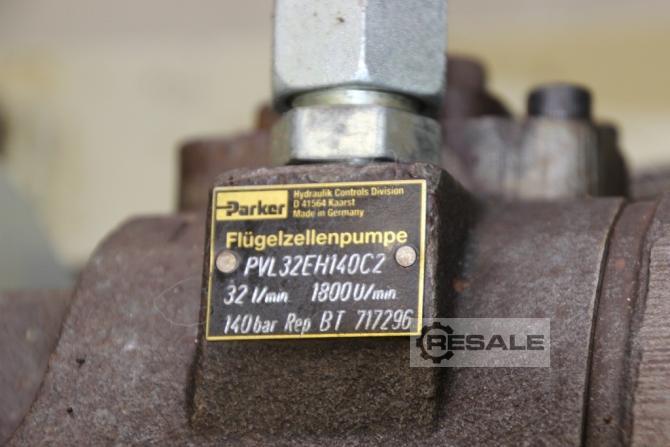 Parker
Hydraulik Controls Division
D 41564 Kaarst
Made in Germany
Flügelzellenpumpe
PVL32EH140C2
32 l/min 1800U/min
140bar Rep BT 717296
RESALE